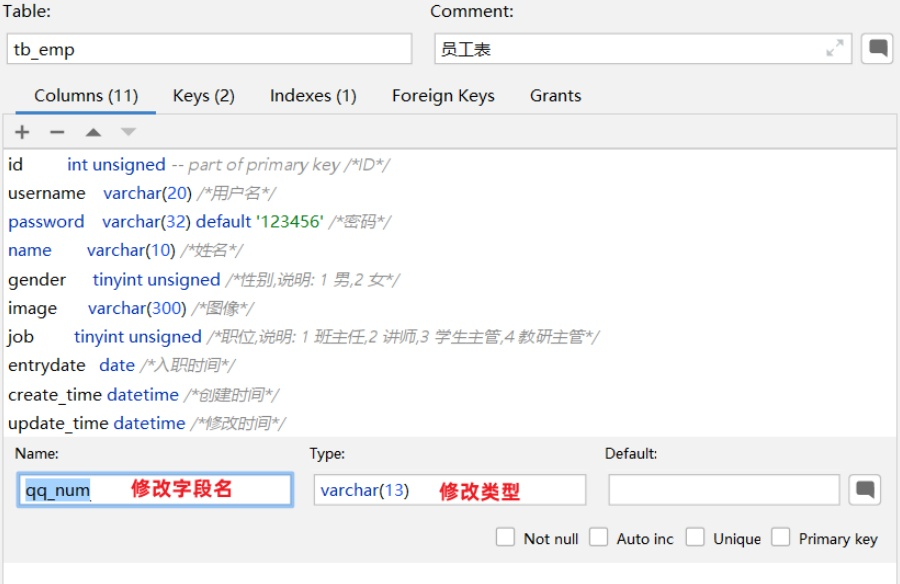 Table:
Comment:
tb_emp
员工表
Columns (11) Keys (2) Indexes (1) Foreign Keys Grants
id int unsigned -- part of primary key /*ID*/
username varchar(20) /*用户名*/
password varchar(32) default '123456' /*密码*/
name varchar(10) /*姓名*/
gender tinyint unsigned /*性别,说明: 1 男,2 女*/
image varchar(300) /*图像*/
job tinyint unsigned /*职位,说明: 1 班主任,2 讲师,3 学生主管,4 教研主管*/
entrydate date /*入职时间*/
create_time datetime /*创建时间*/
update_time datetime /*修改时间*/
Name: Type: Default:
qq_num 修改字段名 varchar(13) 修改类型
Not null Auto inc Unique Primary key